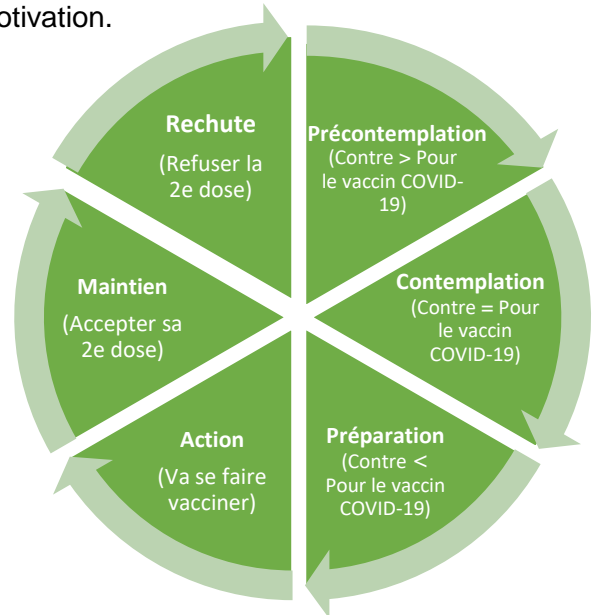 otivation.
Rechute
(Refuser la
2e dose)
Précontemplation
(Contre > Pour
le vaccin COVID-
19)
Contemplation
(Contre = Pour
le vaccin
COVID-19)
Préparation
(Contre <
Pour le vaccin
COVID-19)
Action
(Va se faire
vacciner)
Maintien
(Accepter sa
2e dose)